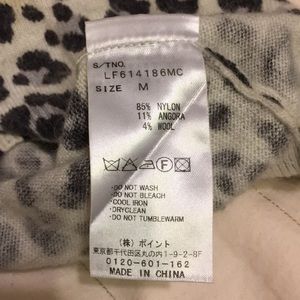 S/TNO.
LF614186MC
SIZE M
85% NYLON
11% ANGORA
4% WOOL
・DO NOT WASH
・DO NOT BLEACH
・COOL IRON
・DRYCLEAN
・DO NOT TUMBLEWARM
(株) ポイント
東京都千代田区丸の内1-9-2-8F
0120-601-162
MADE IN CHINA